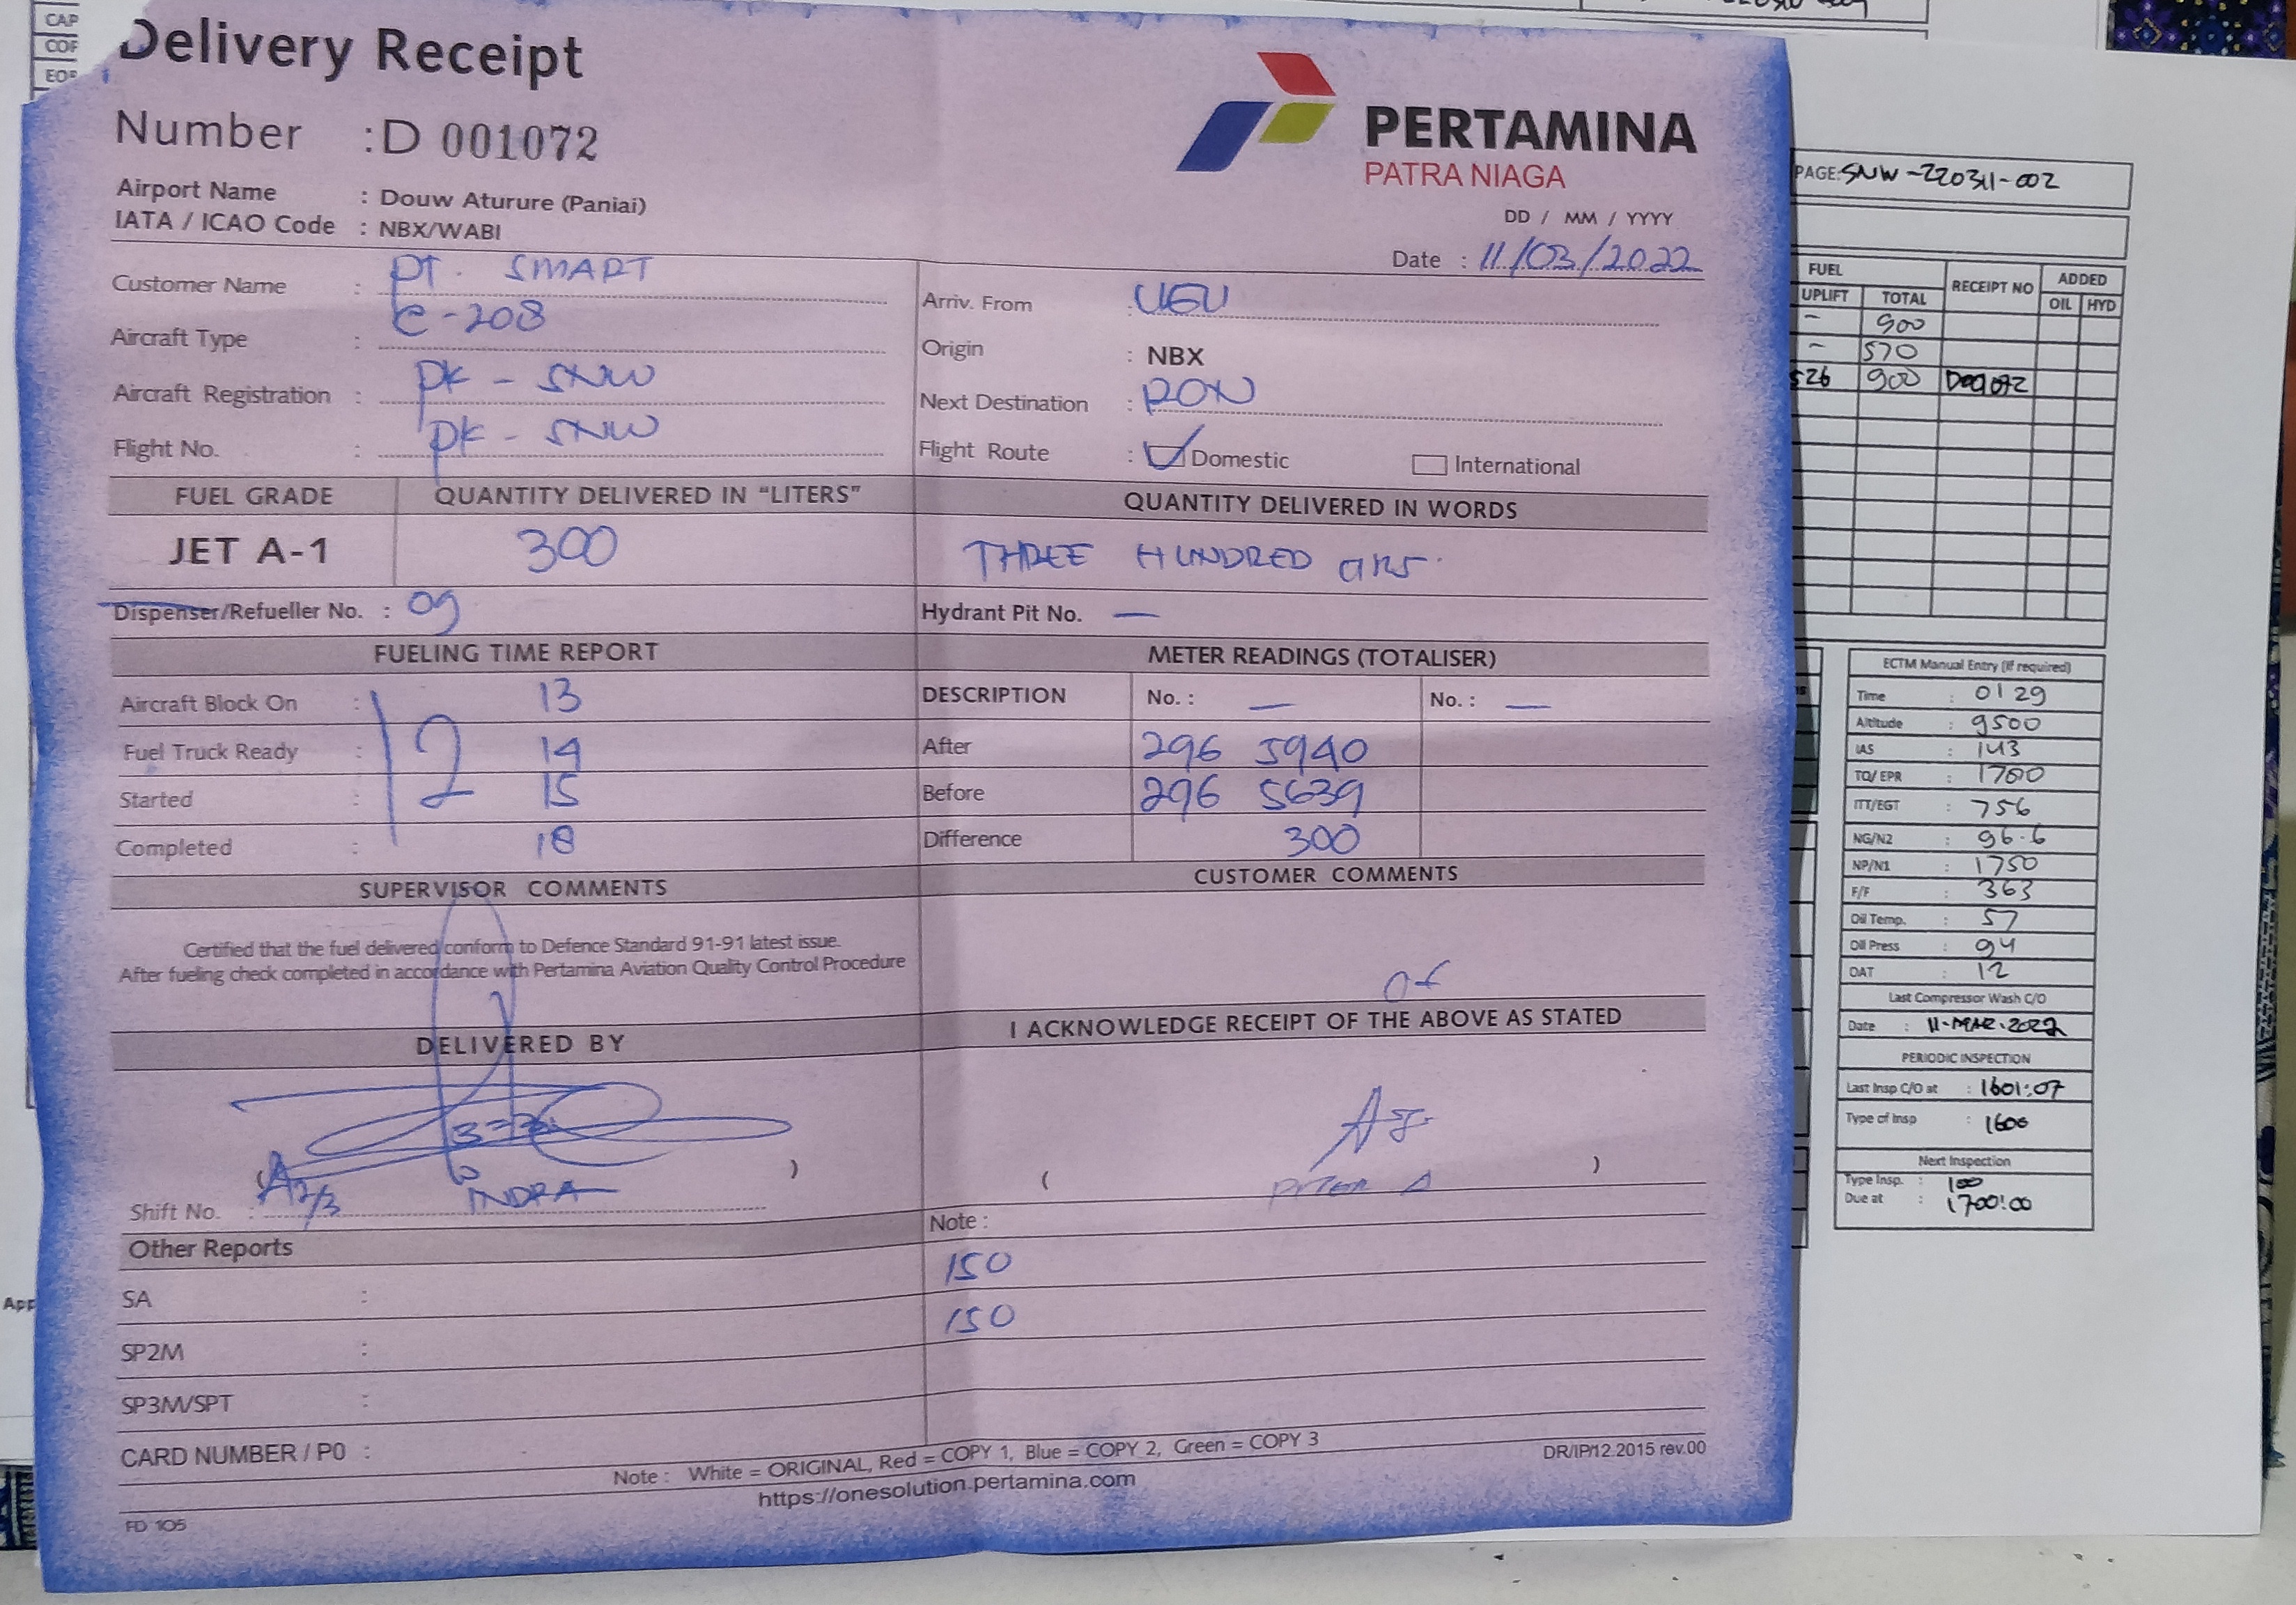 CAP
Delivery Receipt
Number : D 001072
PERTAMINA
PATRA NIAGA
Airport Name : Douw Aturure (Paniai)
IATA / ICAO Code : NBX/WABI
DD / MM / YYYY
Date : 11/03/2022
Customer Name : PT. SMART
Aircraft Type : C-208
Aircraft Registration : PK - SNW
Flight No. : PK - SNW
Arriv. From : UGU
Origin : NBX
Next Destination : RON
Flight Route : Domestic International
FUEL GRADE QUANTITY DELIVERED IN "LITERS" QUANTITY DELIVERED IN WORDS
JET A-1 300 THREE HUNDRED
Dispenser/Refueller No. : 09 Hydrant Pit No. —
FUELING TIME REPORT METER READINGS (TOTALISER)
Aircraft Block On : 13
Fuel Truck Ready : 14
Started : 15
Completed : 18
12
DESCRIPTION No. : — No. : —
After 296 5940
Before 296 5639
Difference 300
SUPERVISOR COMMENTS CUSTOMER COMMENTS
Certified that the fuel delivered conform to Defence Standard 91-91 latest issue.
After fueling check completed in accordance with Pertamina Aviation Quality Control Procedure
DELIVERED BY I ACKNOWLEDGE RECEIPT OF THE ABOVE AS STATED
INDRA
( )
Shift No. :
Note :
Other Reports
150
SA :
150
SP2M :
SP3M/SPT :
CARD NUMBER / P0 :
Note : White = ORIGINAL, Red = COPY 1, Blue = COPY 2, Green = COPY 3
DR/IP/12.2015 rev.00
https://onesolution.pertamina.com
FD 105
PAGE: SNW-220311-002
FUEL RECEIPT NO ADDED
UPLIFT TOTAL OIL HYD
- 900
- 570
526 900 D001072
ECTM Manual Entry (if required)
Time : 0129
Altitude : 9500
IAS : 143
TQ/ EPR : 1760
ITT/EGT : 756
NG/N2 : 96.6
NP/N1 : 1750
F/F : 363
Oil Temp. : 57
Oil Press : 94
OAT : 12
Last Compressor Wash C/O
Date : 11-MAR-2022
PERIODIC INSPECTION
Last Insp C/O at : 1601:07
Type of Insp : 1600
Next Inspection
Type Insp. : 100
Due at : 1700:00
App